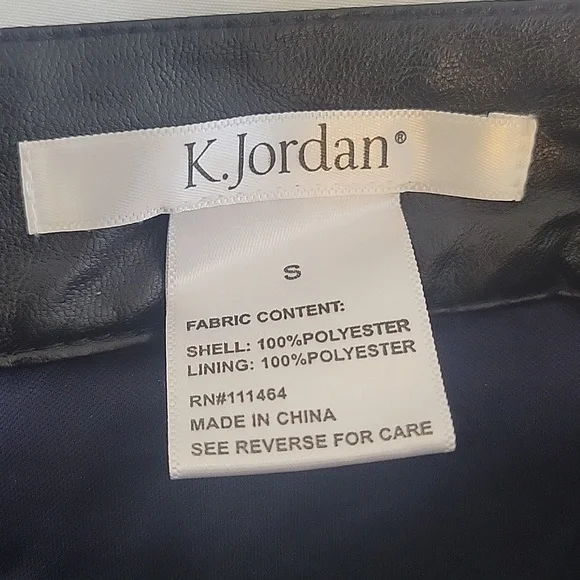 K.Jordan®
S
FABRIC CONTENT:
SHELL: 100%POLYESTER
LINING: 100%POLYESTER
RN#111464
MADE IN CHINA
SEE REVERSE FOR CARE